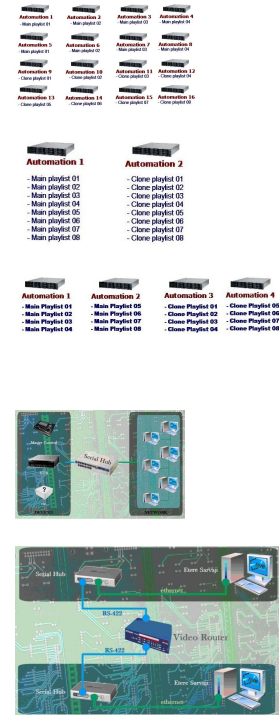 Automation 1 Automation 2 Automation 3 Automation 4
- Main playlist 01 - Main playlist 02 - Main playlist 03 - Main playlist 04
Automation 5 Automation 6 Automation 7 Automation 8
- Main playlist 01 - Main playlist 02 - Main playlist 03 - Main playlist 04
Automation 9 Automation 10 Automation 11 Automation 12
- Clone playlist 01 - Clone playlist 02 - Clone playlist 03 - Clone playlist 04
Automation 13 Automation 14 Automation 15 Automation 16
- Clone playlist 05 - Clone playlist 06 - Clone playlist 07 - Clone playlist 08
Automation 1 Automation 2
- Main playlist 01 - Clone playlist 01
- Main playlist 02 - Clone playlist 02
- Main playlist 03 - Clone playlist 03
- Main playlist 04 - Clone playlist 04
- Main playlist 05 - Clone playlist 05
- Main playlist 06 - Clone playlist 06
- Main playlist 07 - Clone playlist 07
- Main playlist 08 - Clone playlist 08
Automation 1 Automation 2 Automation 3 Automation 4
- Main Playlist 01 - Main Playlist 05 - Clone Playlist 01 - Clone Playlist 05
- Main Playlist 02 - Main Playlist 06 - Clone Playlist 02 - Clone Playlist 06
- Main Playlist 03 - Main Playlist 07 - Clone Playlist 03 - Clone Playlist 07
- Main Playlist 04 - Main Playlist 08 - Clone Playlist 04 - Clone Playlist 08
Master Control
Serial Hub
DEVICES NETWORK
Serial Hub
Etere Sarviji
ethernet
RS-422
Video Router
RS-422
Etere Sarviji
Serial Hub
ethernet